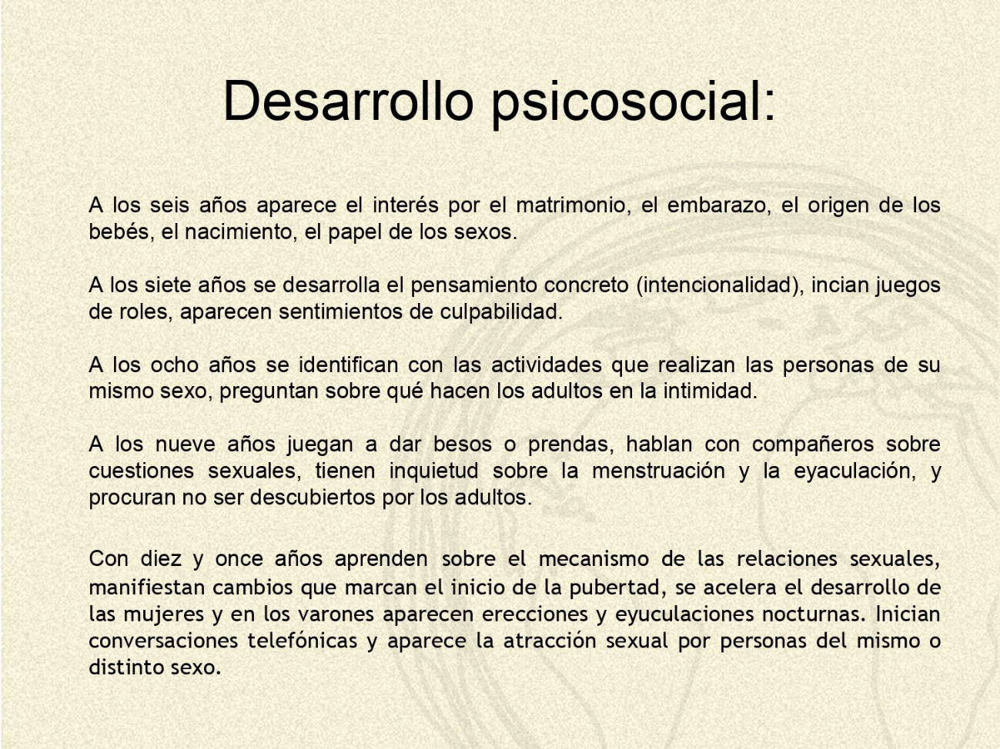 Desarrollo psicosocial:
A los seis años aparece el interés por el matrimonio, el embarazo, el origen de los
bebés, el nacimiento, el papel de los sexos.
A los siete años se desarrolla el pensamiento concreto (intencionalidad), incian juegos
de roles, aparecen sentimientos de culpabilidad.
A los ocho años se identifican con las actividades que realizan las personas de su
mismo sexo, preguntan sobre qué hacen los adultos en la intimidad.
A los nueve años juegan a dar besos o prendas, hablan con compañeros sobre
cuestiones sexuales, tienen inquietud sobre la menstruación y la eyaculación, y
procuran no ser descubiertos por los adultos.
Con diez y once años aprenden sobre el mecanismo de las relaciones sexuales,
manifiestan cambios que marcan el inicio de la pubertad, se acelera el desarrollo de
las mujeres y en los varones aparecen erecciones y eyuculaciones nocturnas. Inician
conversaciones telefónicas y aparece la atracción sexual por personas del mismo o
distinto sexo.